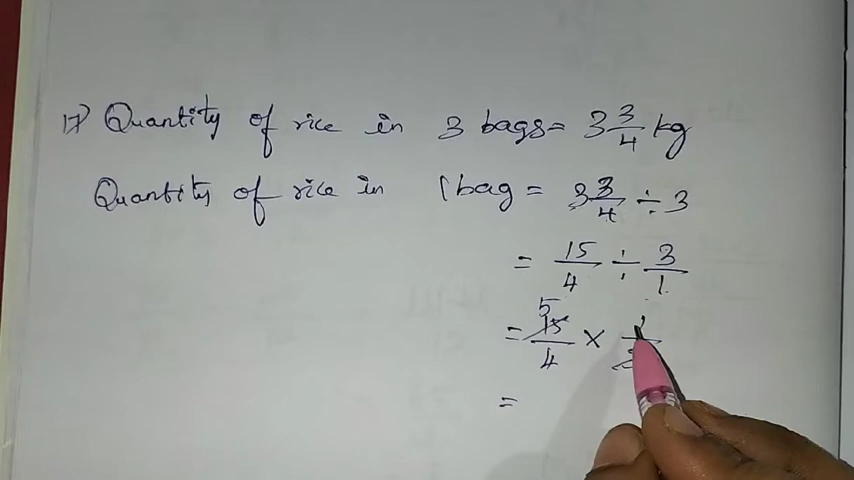 17) Quantity of rice in 3 bags = 3 3/4 kg
Quantity of rice in 1 bag = 3 3/4 ÷ 3
= 15/4 ÷ 3/1
5
= 15/4 × 1/3
=